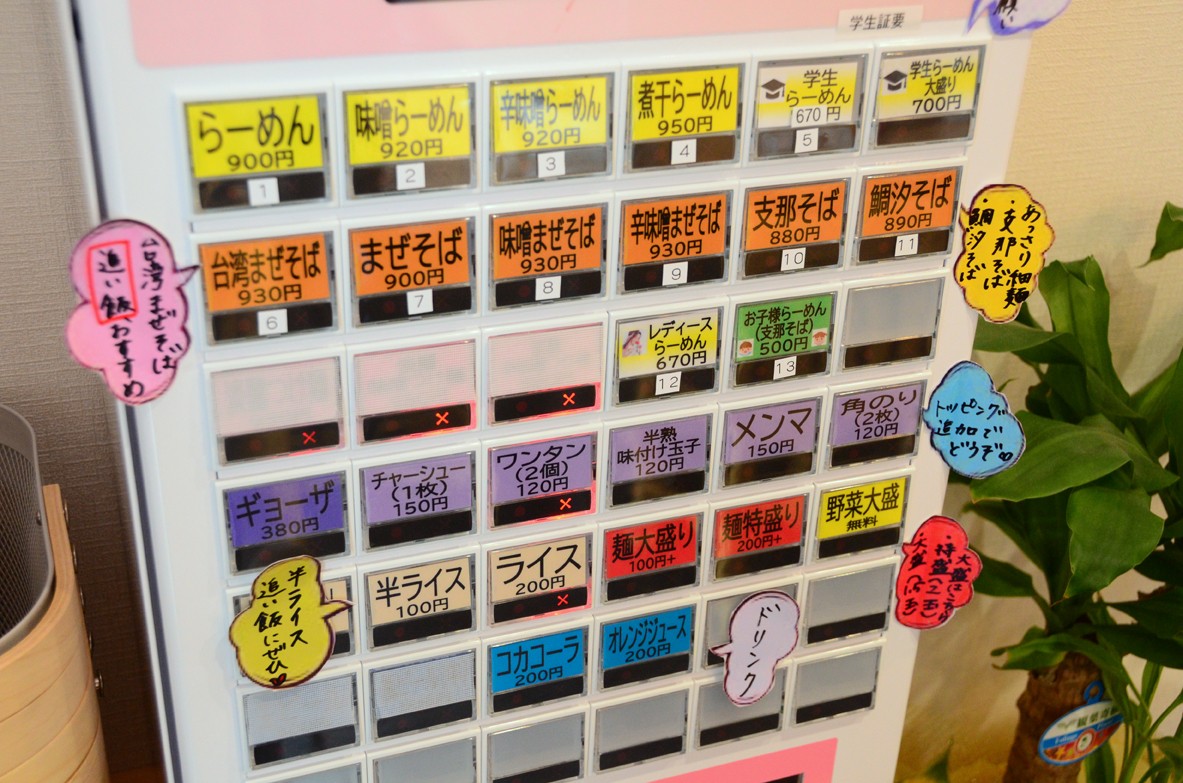 学生証要
らーめん
900円
1
味噌らーめん
920円
2
辛味噌らーめん
920円
3
煮干らーめん
950円
4
学生
らーめん
670円
5
学生らーめん
大盛り
700円
台湾まぜそば
930円
6
まぜそば
900円
7
味噌まぜそば
930円
8
辛味噌まぜそば
930円
9
支那そば
880円
10
鯛汐そば
890円
11
台湾まぜそば
追い飯おすすめ
あっさり細麺
・支那そば
・鯛汐そば
レディース
らーめん
670円
12
お子様らーめん
(支那そば)
500円
13
ギョーザ
380円
チャーシュー
(1枚)
150円
ワンタン
(2個)
120円
半熟
味付け玉子
120円
メンマ
150円
角のり
(2枚)
120円
トッピング
追加で
どうぞ
半ライス
100円
ライス
200円
麺大盛り
100円+
麺特盛り
200円+
野菜大盛
無料
半ライス
追い飯にぜひ
コカコーラ
200円
オレンジジュース
200円
ドリンク